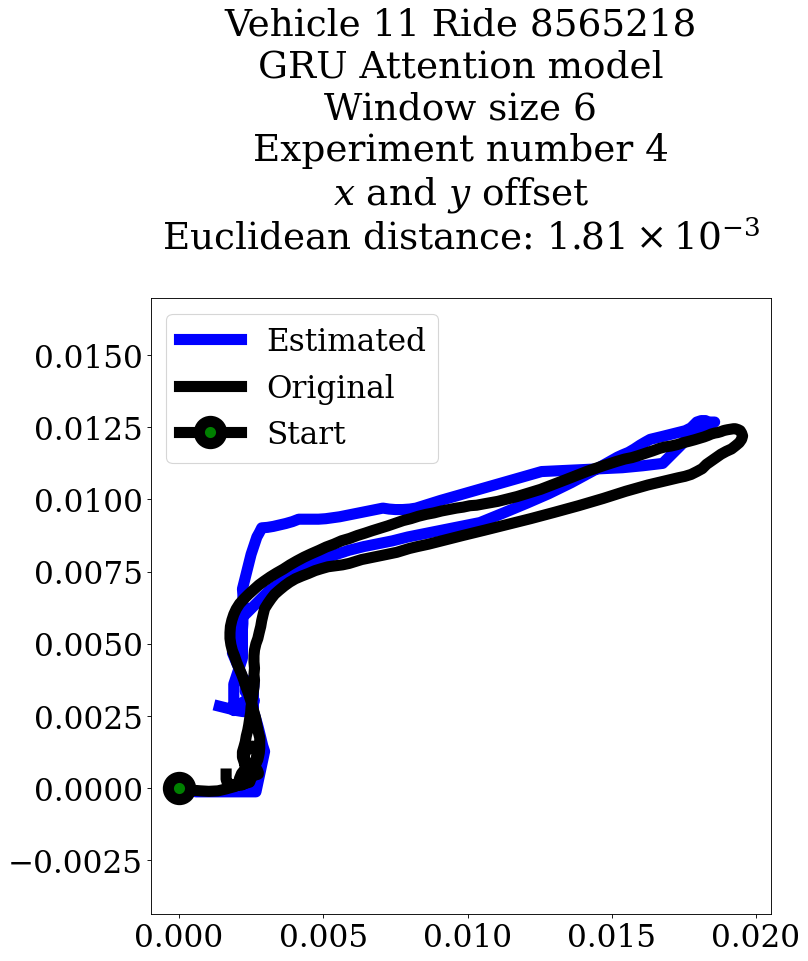 Vehicle 11 Ride 8565218
GRU Attention model
Window size 6
Experiment number 4
x and y offset
Euclidean distance: 1.81 × 10⁻³
Estimated
Original
Start
0.0150
0.0125
0.0100
0.0075
0.0050
0.0025
0.0000
−0.0025
0.000 0.005 0.010 0.015 0.020